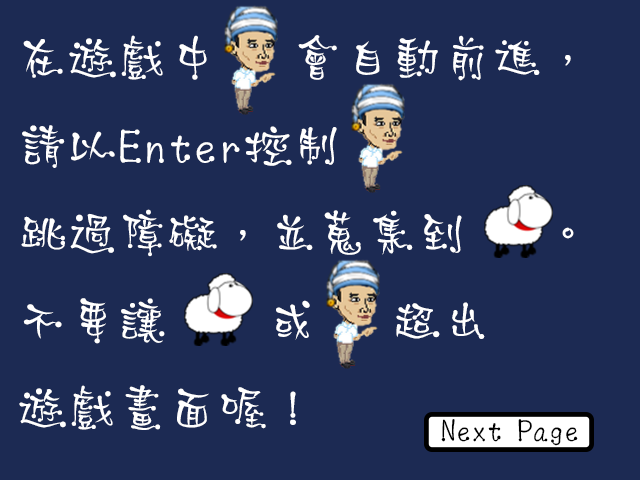 在遊戲中 會自動前進，
請以Enter控制
跳過障礙，並蒐集到 。
不要讓 或 超出
遊戲畫面喔！
Next Page